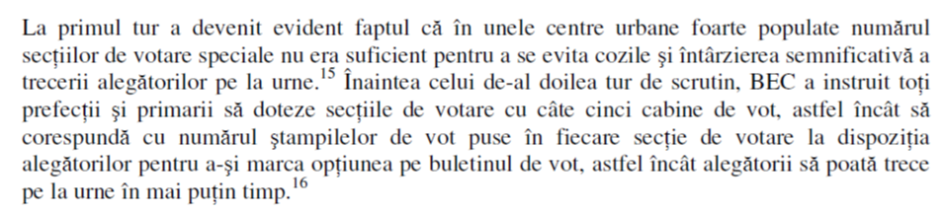 La primul tur a devenit evident faptul că în unele centre urbane foarte populate numărul
secţiilor de votare speciale nu era suficient pentru a se evita cozile şi întârzierea semnificativă a
trecerii alegătorilor pe la urne.15 Înaintea celui de-al doilea tur de scrutin, BEC a instruit toţi
prefecţii şi primarii să doteze secţiile de votare cu câte cinci cabine de vot, astfel încât să
corespundă cu numărul ştampilelor de vot puse în fiecare secţie de votare la dispoziţia
alegătorilor pentru a-şi marca opţiunea pe buletinul de vot, astfel încât alegătorii să poată trece
pe la urne în mai puţin timp.16